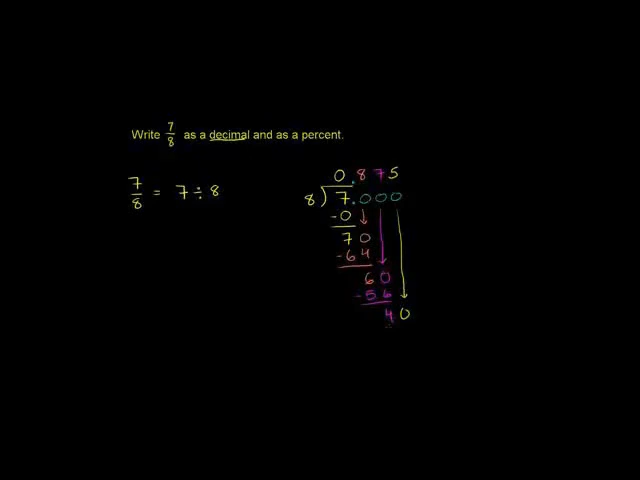 Write 7/8 as a decimal and as a percent.
7/8 = 7 ÷ 8
0.875
8 ) 7.000
-0
70
-64
60
-56
40